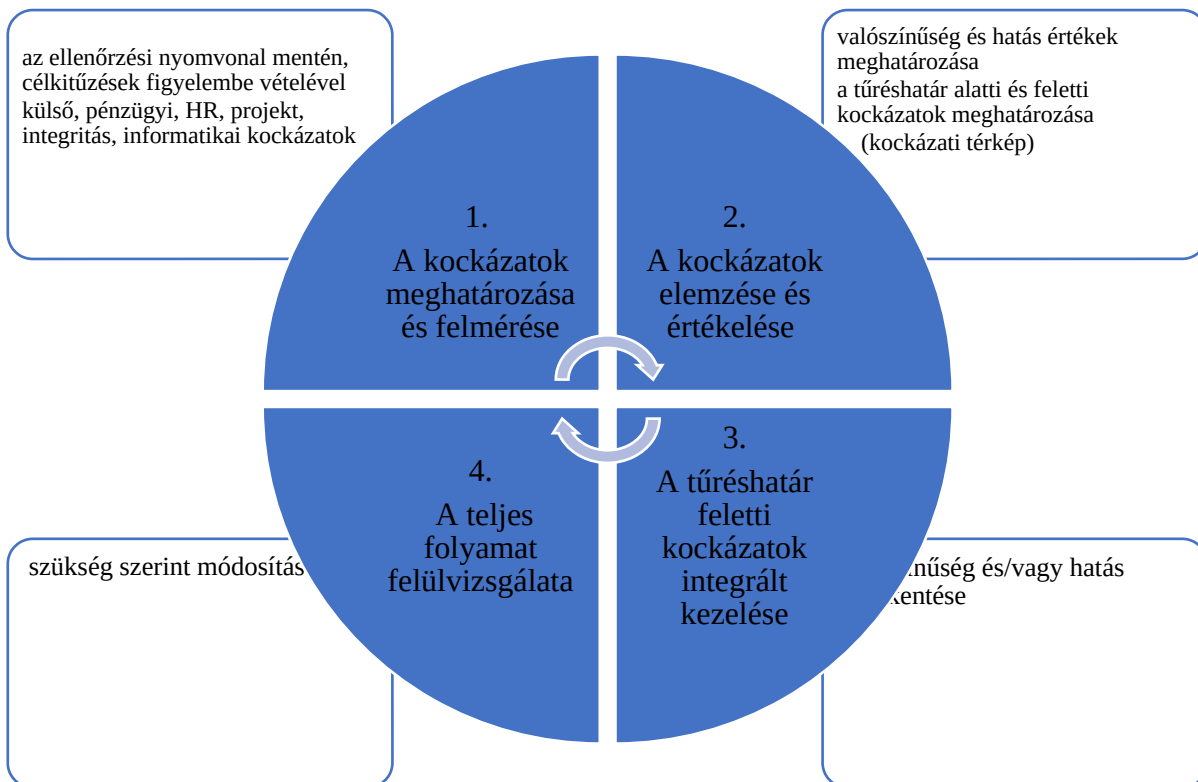 az ellenőrzési nyomvonal mentén,
célkitűzések figyelembe vételével
külső, pénzügyi, HR, projekt,
integritás, informatikai kockázatok
valószínűség és hatás értékek
meghatározása
a tűréshatár alatti és feletti
kockázatok meghatározása
(kockázati térkép)
1.
A kockázatok
meghatározása
és felmérése
2.
A kockázatok
elemzése és
értékelése
3.
A tűréshatár
feletti
kockázatok
integrált
kezelése
4.
A teljes
folyamat
felülvizsgálata
szükség szerint módosítás
és/vagy hatás